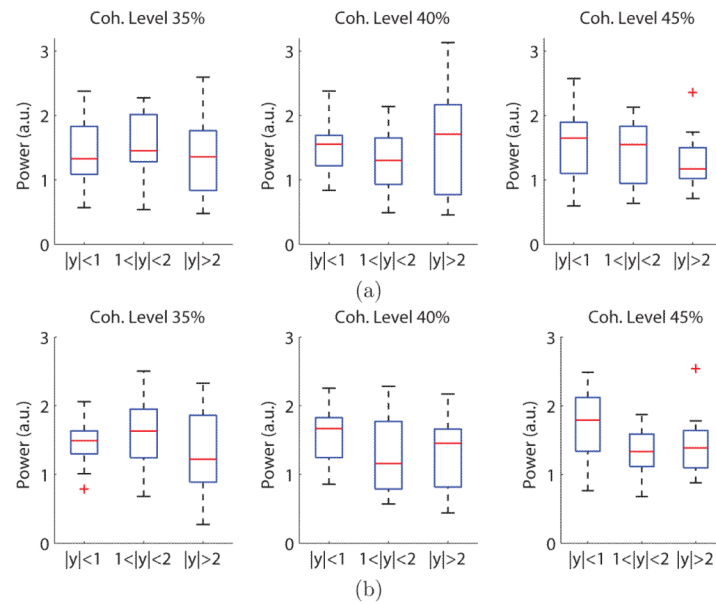 Coh. Level 35% Coh. Level 40% Coh. Level 45%
3 3 3
2 2 2
1 1 1
0 0 0
Power (a.u.) Power (a.u.) Power (a.u.)
|y|<1 1<|y|<2 |y|>2 |y|<1 1<|y|<2 |y|>2 |y|<1 1<|y|<2 |y|>2
(a)
Coh. Level 35% Coh. Level 40% Coh. Level 45%
3 3 3
2 2 2
1 1 1
0 0 0
Power (a.u.) Power (a.u.) Power (a.u.)
|y|<1 1<|y|<2 |y|>2 |y|<1 1<|y|<2 |y|>2 |y|<1 1<|y|<2 |y|>2
(b)